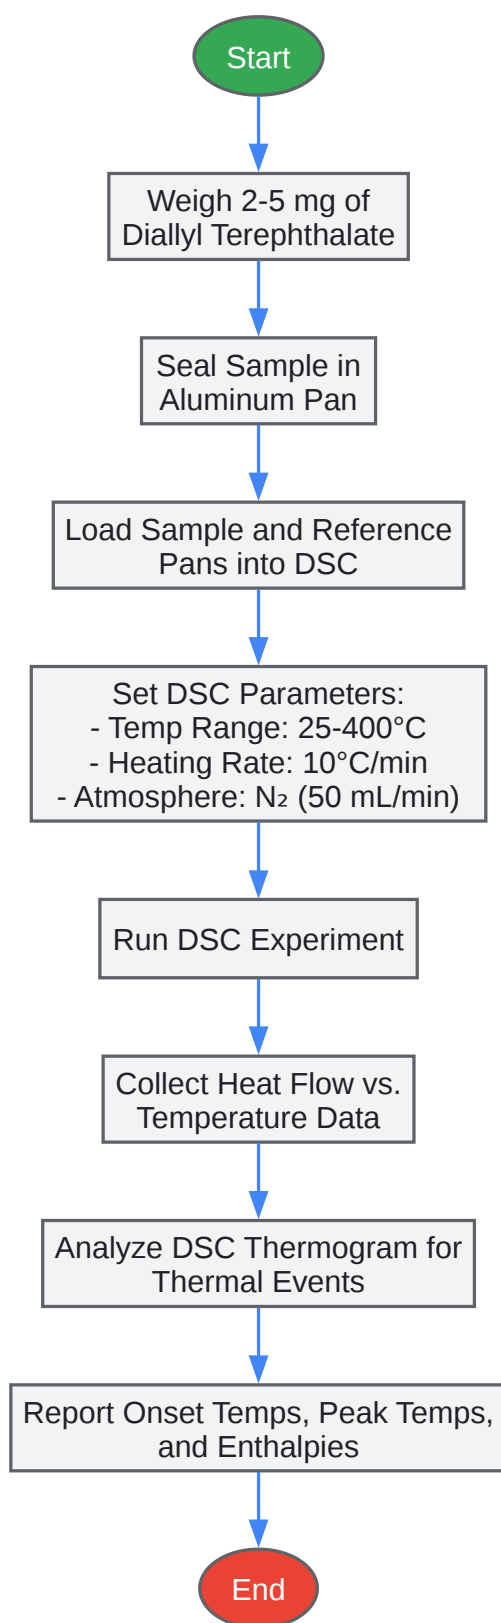 Start
Weigh 2-5 mg of
Diallyl Terephthalate
Seal Sample in
Aluminum Pan
Load Sample and Reference
Pans into DSC
Set DSC Parameters:
- Temp Range: 25-400°C
- Heating Rate: 10°C/min
- Atmosphere: N₂ (50 mL/min)
Run DSC Experiment
Collect Heat Flow vs.
Temperature Data
Analyze DSC Thermogram for
Thermal Events
Report Onset Temps, Peak Temps,
and Enthalpies
End